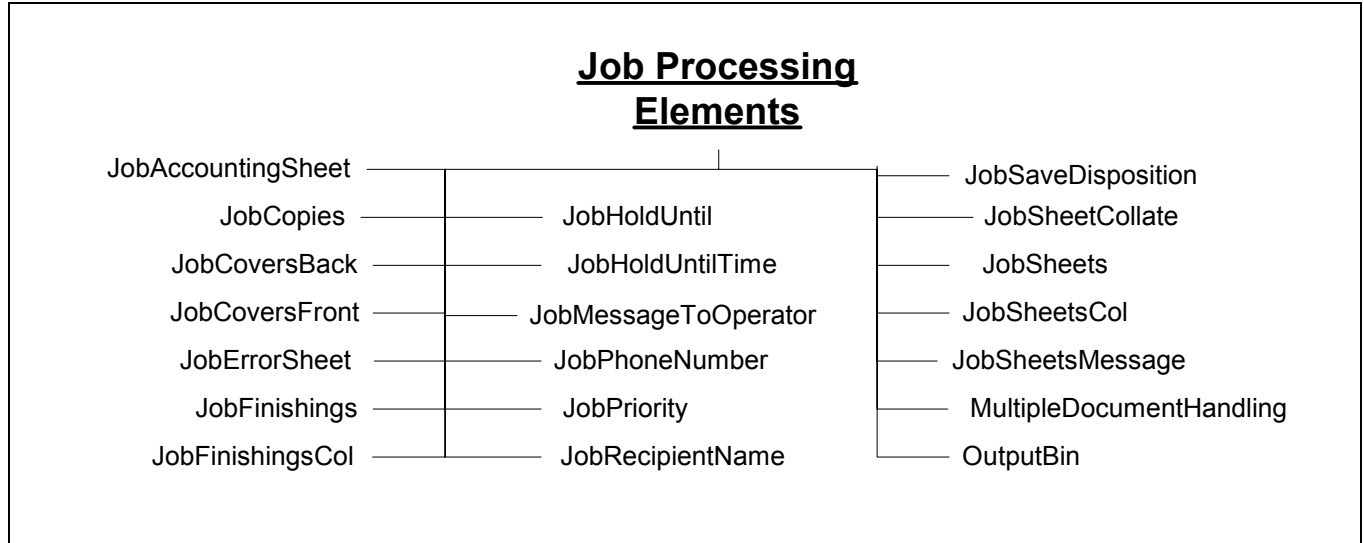 Job Processing
Elements
JobAccountingSheet
JobCopies
JobCoversBack
JobCoversFront
JobErrorSheet
JobFinishings
JobFinishingsCol
JobHoldUntil
JobHoldUntilTime
JobMessageToOperator
JobPhoneNumber
JobPriority
JobRecipientName
JobSaveDisposition
JobSheetCollate
JobSheets
JobSheetsCol
JobSheetsMessage
MultipleDocumentHandling
OutputBin